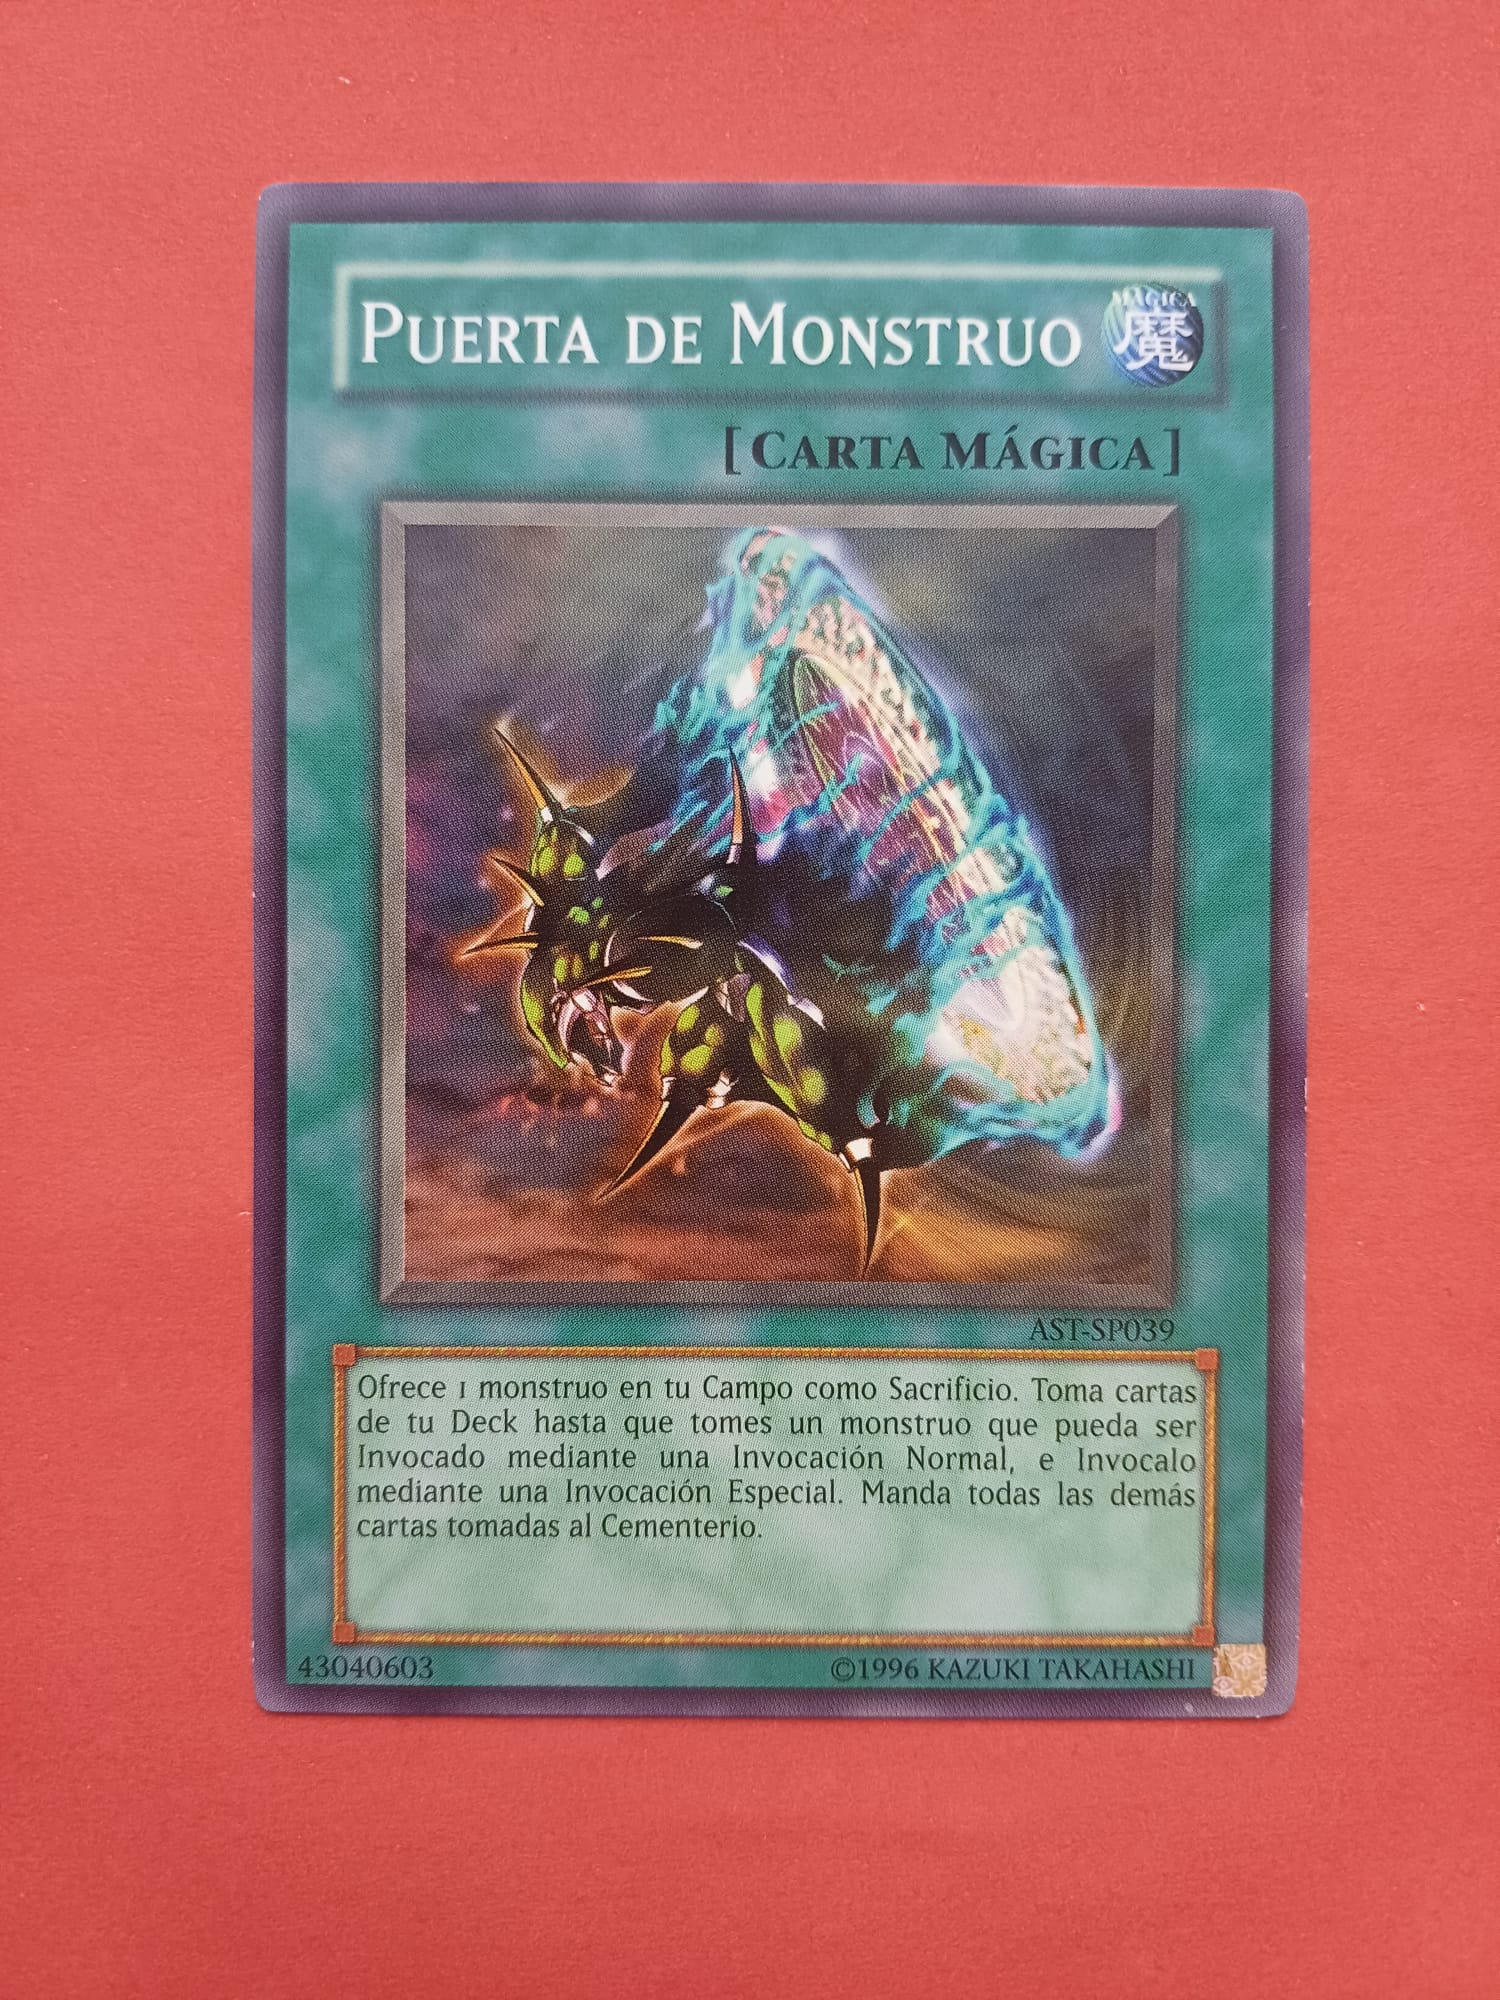 PUERTA DE MONSTRUO
MÁGICA
魔
[CARTA MÁGICA]
AST-SP039
Ofrece 1 monstruo en tu Campo como Sacrificio. Toma cartas
de tu Deck hasta que tomes un monstruo que pueda ser
Invocado mediante una Invocación Normal, e Invocalo
mediante una Invocación Especial. Manda todas las demás
cartas tomadas al Cementerio.
43040603
©1996 KAZUKI TAKAHASHI